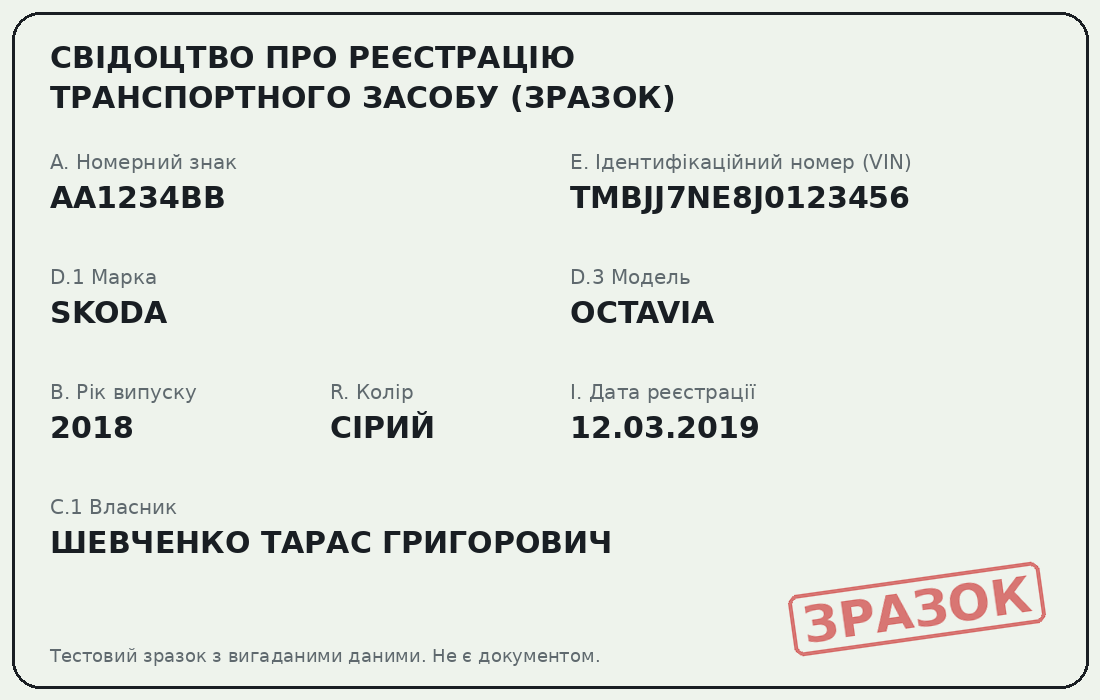 СВІДОЦТВО ПРО РЕЄСТРАЦІЮ
ТРАНСПОРТНОГО ЗАСОБУ (ЗРАЗОК)
A. Номерний знак
AA1234BB
E. Ідентифікаційний номер (VIN)
TMBJJ7NE8J0123456
D.1 Марка
SKODA
D.3 Модель
OCTAVIA
B. Рік випуску
2018
R. Колір
СІРИЙ
I. Дата реєстрації
12.03.2019
C.1 Власник
ШЕВЧЕНКО ТАРАС ГРИГОРОВИЧ
ЗРАЗОК
Тестовий зразок з вигаданими даними. Не є документом.